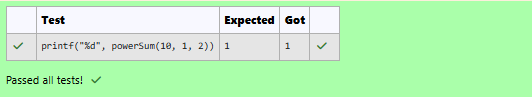 Test Expected Got
printf("%d", powerSum(10, 1, 2)) 1 1
Passed all tests!